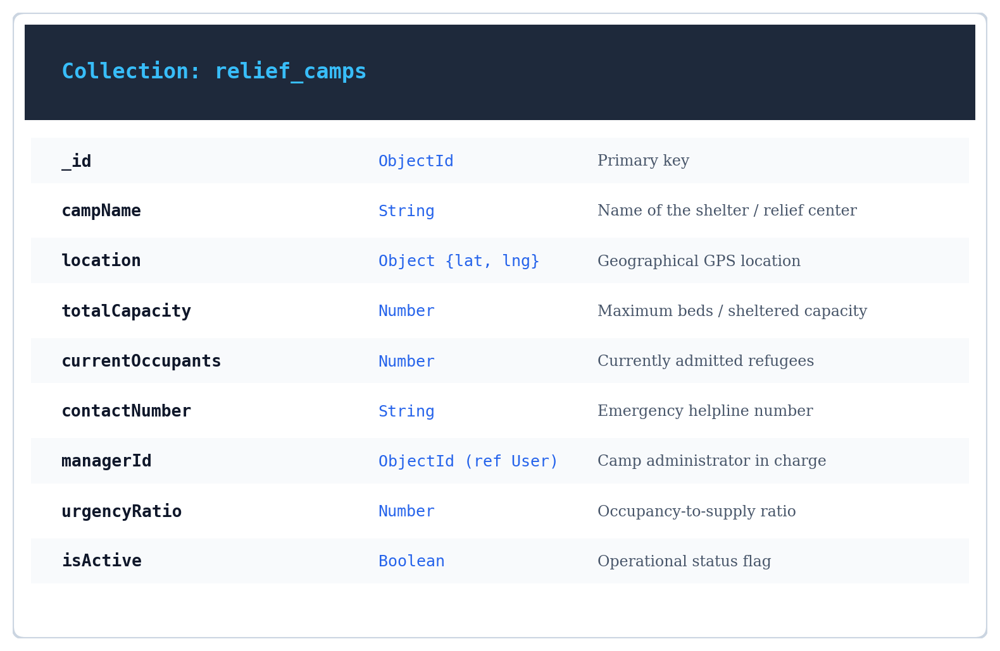 Collection: relief_camps
_id ObjectId Primary key
campName String Name of the shelter / relief center
location Object {lat, lng} Geographical GPS location
totalCapacity Number Maximum beds / sheltered capacity
currentOccupants Number Currently admitted refugees
contactNumber String Emergency helpline number
managerId ObjectId (ref User) Camp administrator in charge
urgencyRatio Number Occupancy-to-supply ratio
isActive Boolean Operational status flag